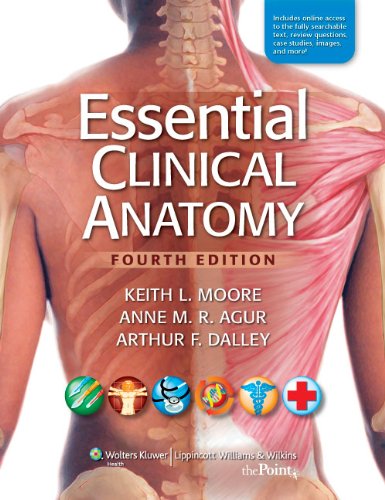 Includes online access
to the fully searchable
text, review questions,
case studies, images,
and more!
Essential
CLINICAL
ANATOMY
FOURTH EDITION
KEITH L. MOORE
ANNE M. R. AGUR
ARTHUR F. DALLEY
Wolters Kluwer | Lippincott Williams & Wilkins
Health
thePoint